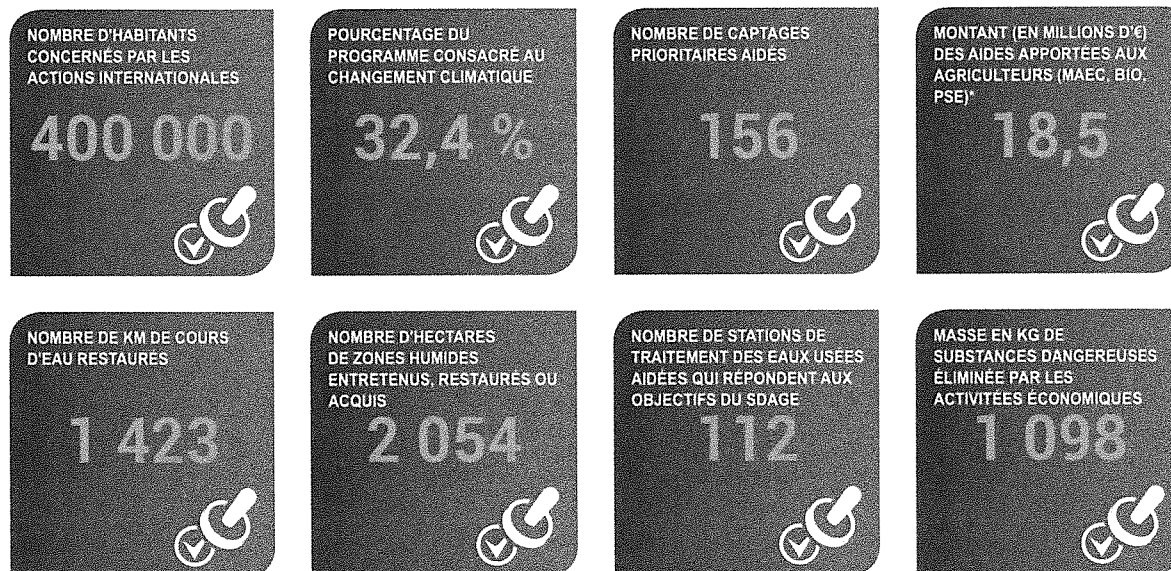 NOMBRE D'HABITANTS
CONCERNÉS PAR LES
ACTIONS INTERNATIONALES
400 000
POURCENTAGE DU
PROGRAMME CONSACRÉ AU
CHANGEMENT CLIMATIQUE
32,4 %
NOMBRE DE CAPTAGES
PRIORITAIRES AIDÉS
156
MONTANT (EN MILLIONS D'€)
DES AIDES APPORTÉES AUX
AGRICULTEURS (MAEC, BIO,
PSE)*
18,5
NOMBRE DE KM DE COURS
D'EAU RESTAURÉS
1 423
NOMBRE D'HECTARES
DE ZONES HUMIDES
ENTRETENUS, RESTAURÉS OU
ACQUIS
2 054
NOMBRE DE STATIONS DE
TRAITEMENT DES EAUX USÉES
AIDÉES QUI RÉPONDENT AUX
OBJECTIFS DU SDAGE
112
MASSE EN KG DE
SUBSTANCES DANGEREUSES
ÉLIMINÉE PAR LES
ACTIVITÉES ÉCONOMIQUES
1 098